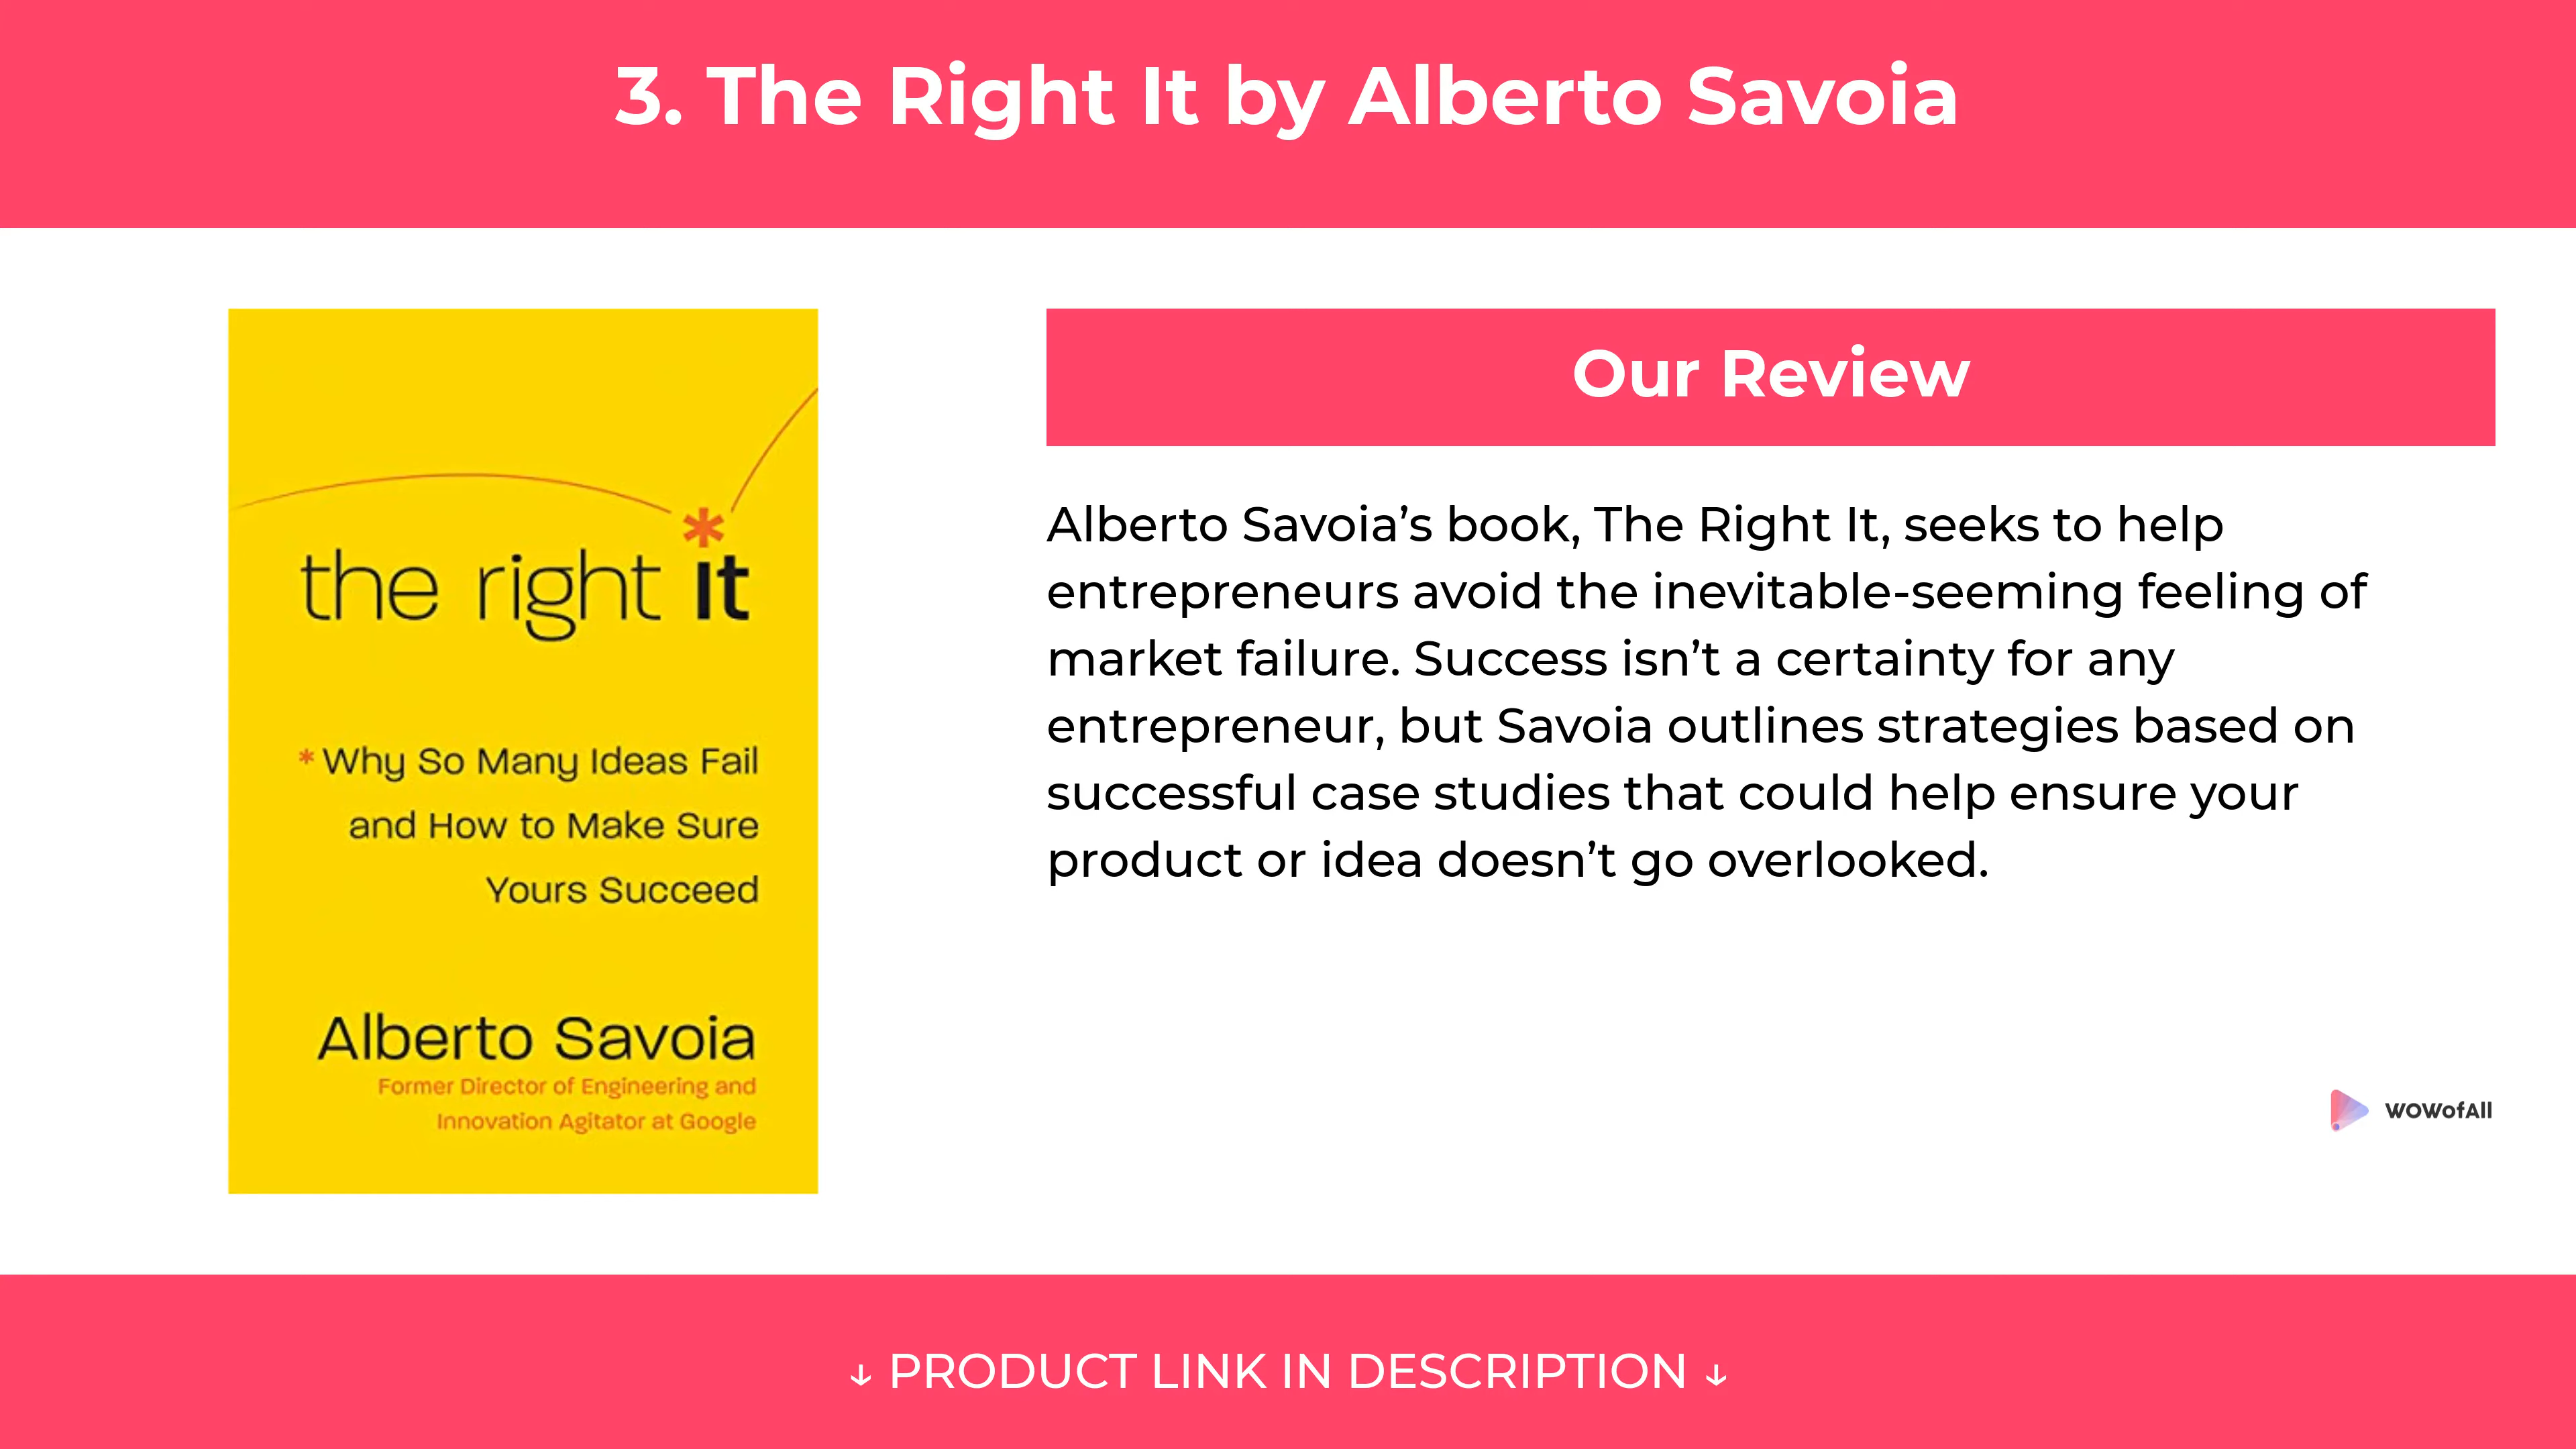 3. The Right It by Alberto Savoia
the right it
*
* Why So Many Ideas Fail
and How to Make Sure
Yours Succeed
Alberto Savoia
Former Director of Engineering and
Innovation Agitator at Google
Our Review
Alberto Savoia’s book, The Right It, seeks to help
entrepreneurs avoid the inevitable-seeming feeling of
market failure. Success isn’t a certainty for any
entrepreneur, but Savoia outlines strategies based on
successful case studies that could help ensure your
product or idea doesn’t go overlooked.
WOWofAll
↓ PRODUCT LINK IN DESCRIPTION ↓